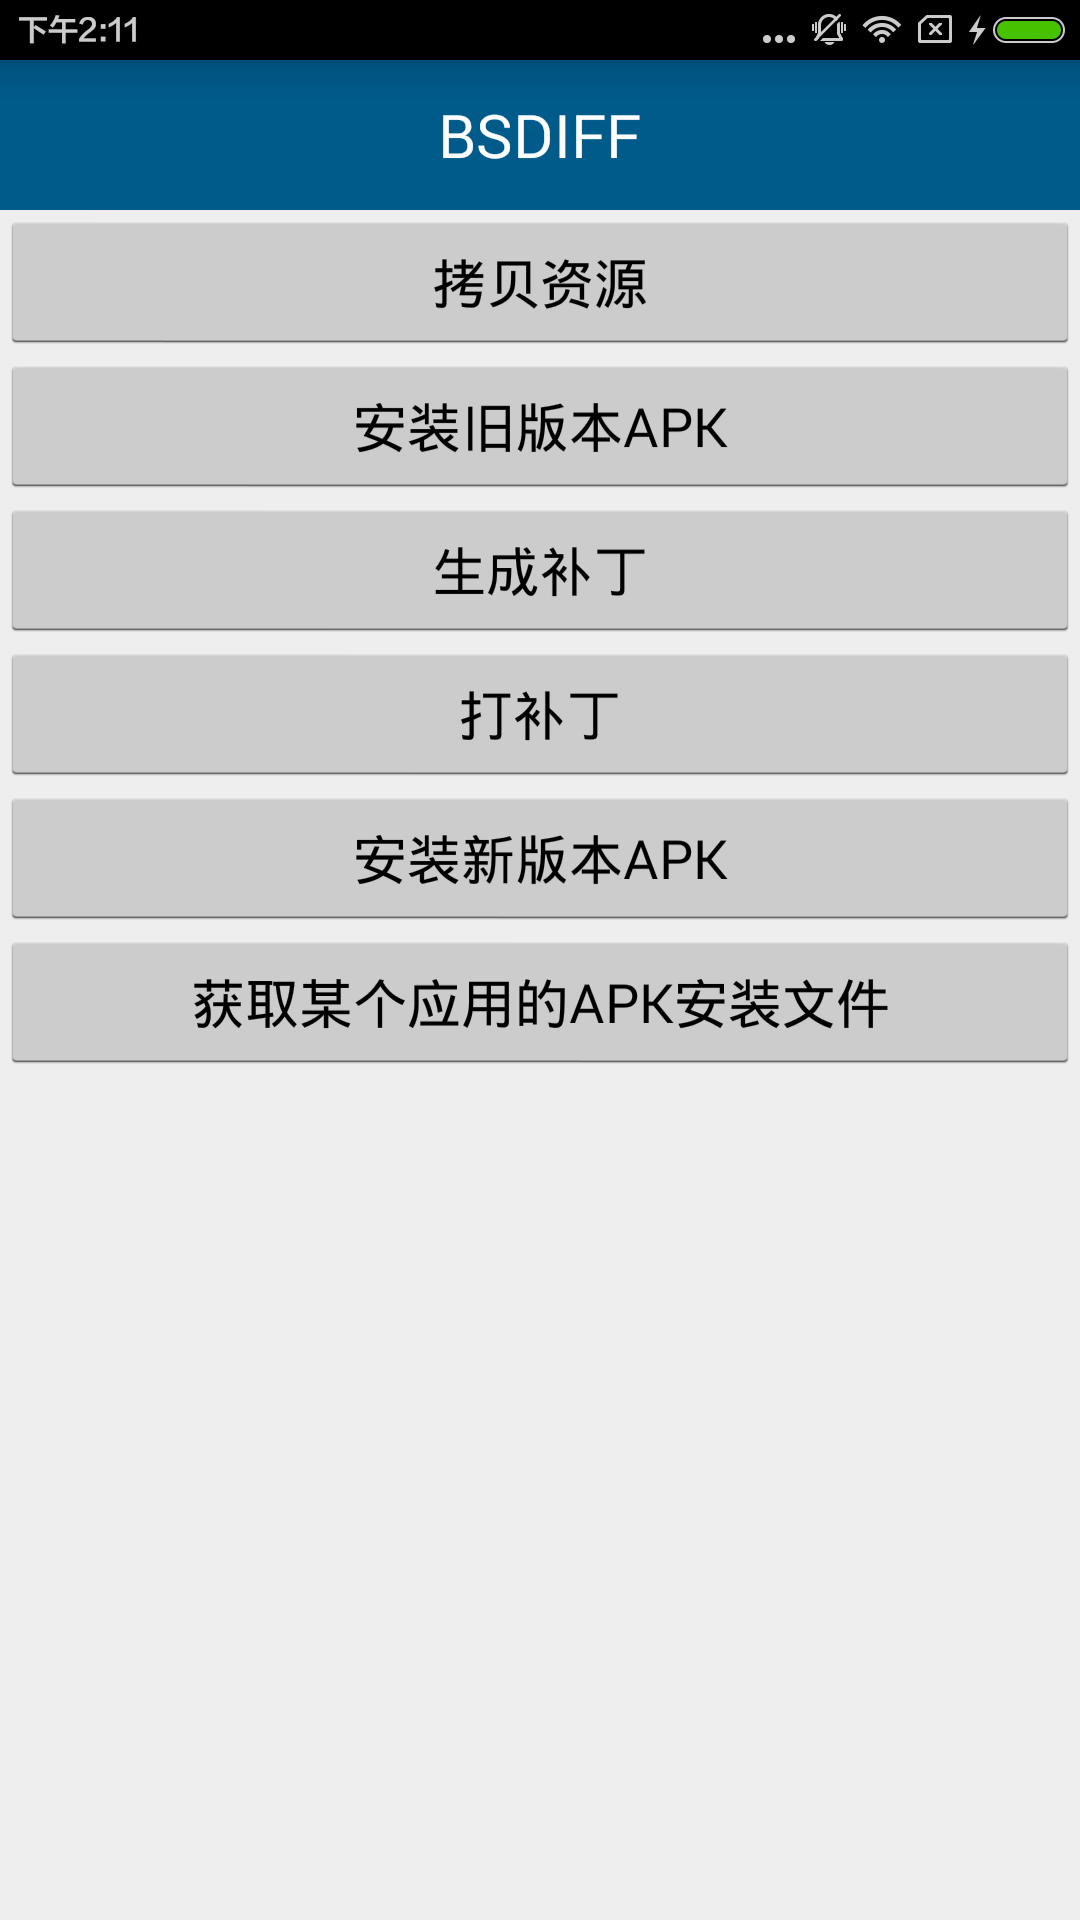 下午2:11
BSDIFF
拷贝资源
安装旧版本APK
生成补丁
打补丁
安装新版本APK
获取某个应用的APK安装文件